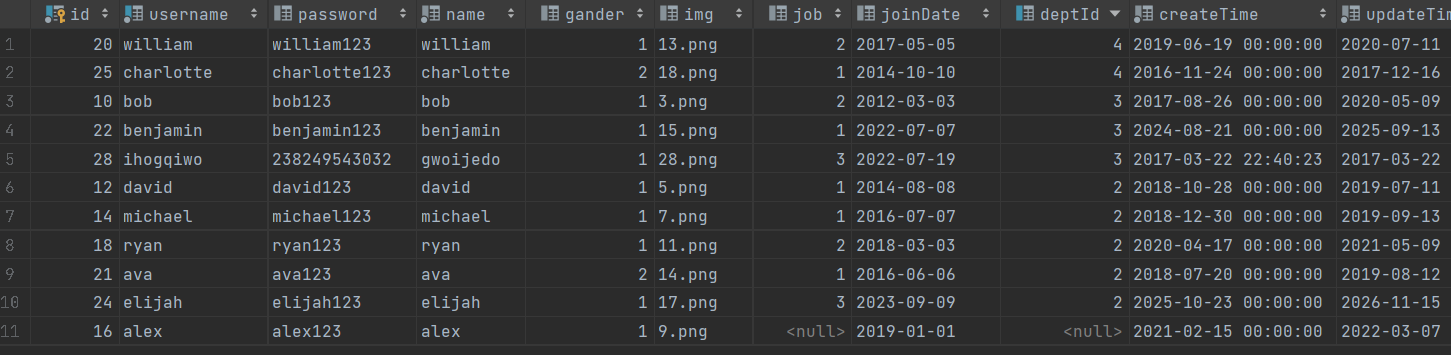 id username password name gander img job joinDate deptId createTime updateTim
1 20 william william123 william 1 13.png 2 2017-05-05 4 2019-06-19 00:00:00 2020-07-11
2 25 charlotte charlotte123 charlotte 2 18.png 1 2014-10-10 4 2016-11-24 00:00:00 2017-12-16
3 10 bob bob123 bob 1 3.png 2 2012-03-03 3 2017-08-26 00:00:00 2020-05-09
4 22 benjamin benjamin123 benjamin 1 15.png 1 2022-07-07 3 2024-08-21 00:00:00 2025-09-13
5 28 ihogqiwo 238249543032 gwoijedo 1 28.png 3 2022-07-19 3 2017-03-22 22:40:23 2017-03-22
6 12 david david123 david 1 5.png 1 2014-08-08 2 2018-10-28 00:00:00 2019-07-11
7 14 michael michael123 michael 1 7.png 1 2016-07-07 2 2018-12-30 00:00:00 2019-09-13
8 18 ryan ryan123 ryan 1 11.png 2 2018-03-03 2 2020-04-17 00:00:00 2021-05-09
9 21 ava ava123 ava 2 14.png 1 2016-06-06 2 2018-07-20 00:00:00 2019-08-12
10 24 elijah elijah123 elijah 1 17.png 3 2023-09-09 2 2025-10-23 00:00:00 2026-11-15
11 16 alex alex123 alex 1 9.png <null> 2019-01-01 <null> 2021-02-15 00:00:00 2022-03-07